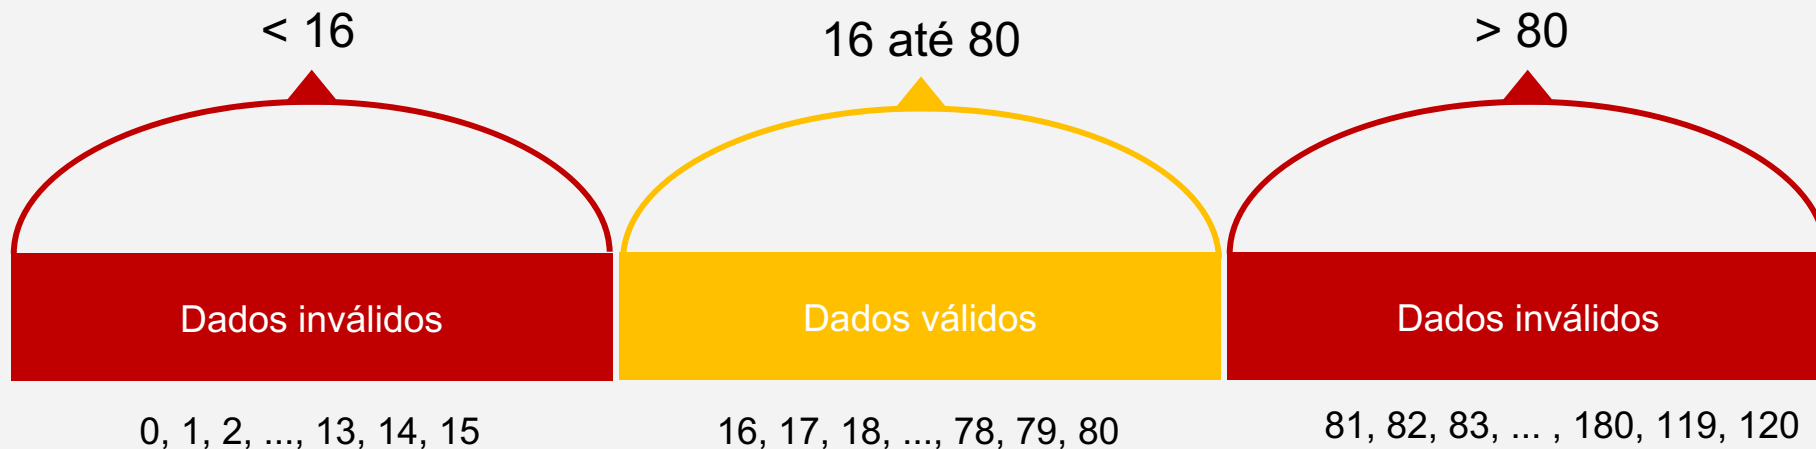 < 16
16 até 80
> 80
Dados inválidos
Dados válidos
Dados inválidos
0, 1, 2, ..., 13, 14, 15
16, 17, 18, ..., 78, 79, 80
81, 82, 83, ... , 180, 119, 120